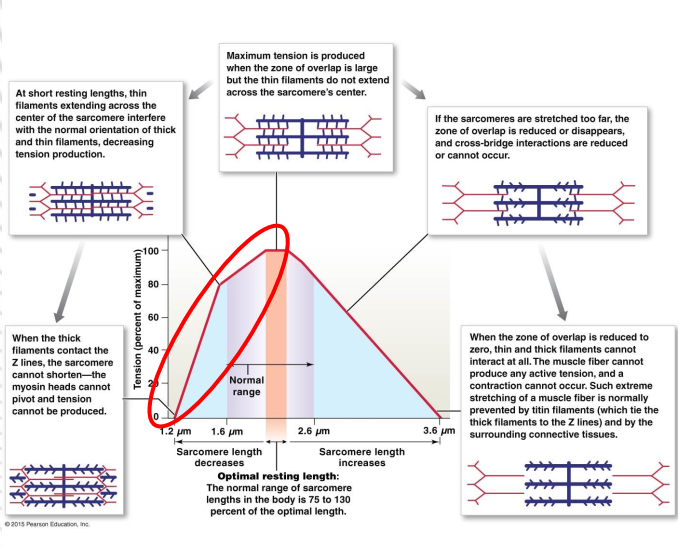 Maximum tension is produced
when the zone of overlap is large
but the thin filaments do not extend
across the sarcomere's center.
At short resting lengths, thin
filaments extending across the
center of the sarcomere interfere
with the normal orientation of thick
and thin filaments, decreasing
tension production.
If the sarcomeres are stretched too far, the
zone of overlap is reduced or disappears,
and cross-bridge interactions are reduced
or cannot occur.
When the thick
filaments contact the
Z lines, the sarcomere
cannot shorten—the
myosin heads cannot
pivot and tension
cannot be produced.
Tension (percent of maximum)
100
80
60
40
20
0
Normal
range
1.2 µm
1.6 µm
2.6 µm
3.6 µm
Sarcomere length
decreases
Sarcomere length
increases
Optimal resting length:
The normal range of sarcomere
lengths in the body is 75 to 130
percent of the optimal length.
When the zone of overlap is reduced to
zero, thin and thick filaments cannot
interact at all. The muscle fiber cannot
produce any active tension, and a
contraction cannot occur. Such extreme
stretching of a muscle fiber is normally
prevented by titin filaments (which tie the
thick filaments to the Z lines) and by the
surrounding connective tissues.
© 2015 Pearson Education, Inc.